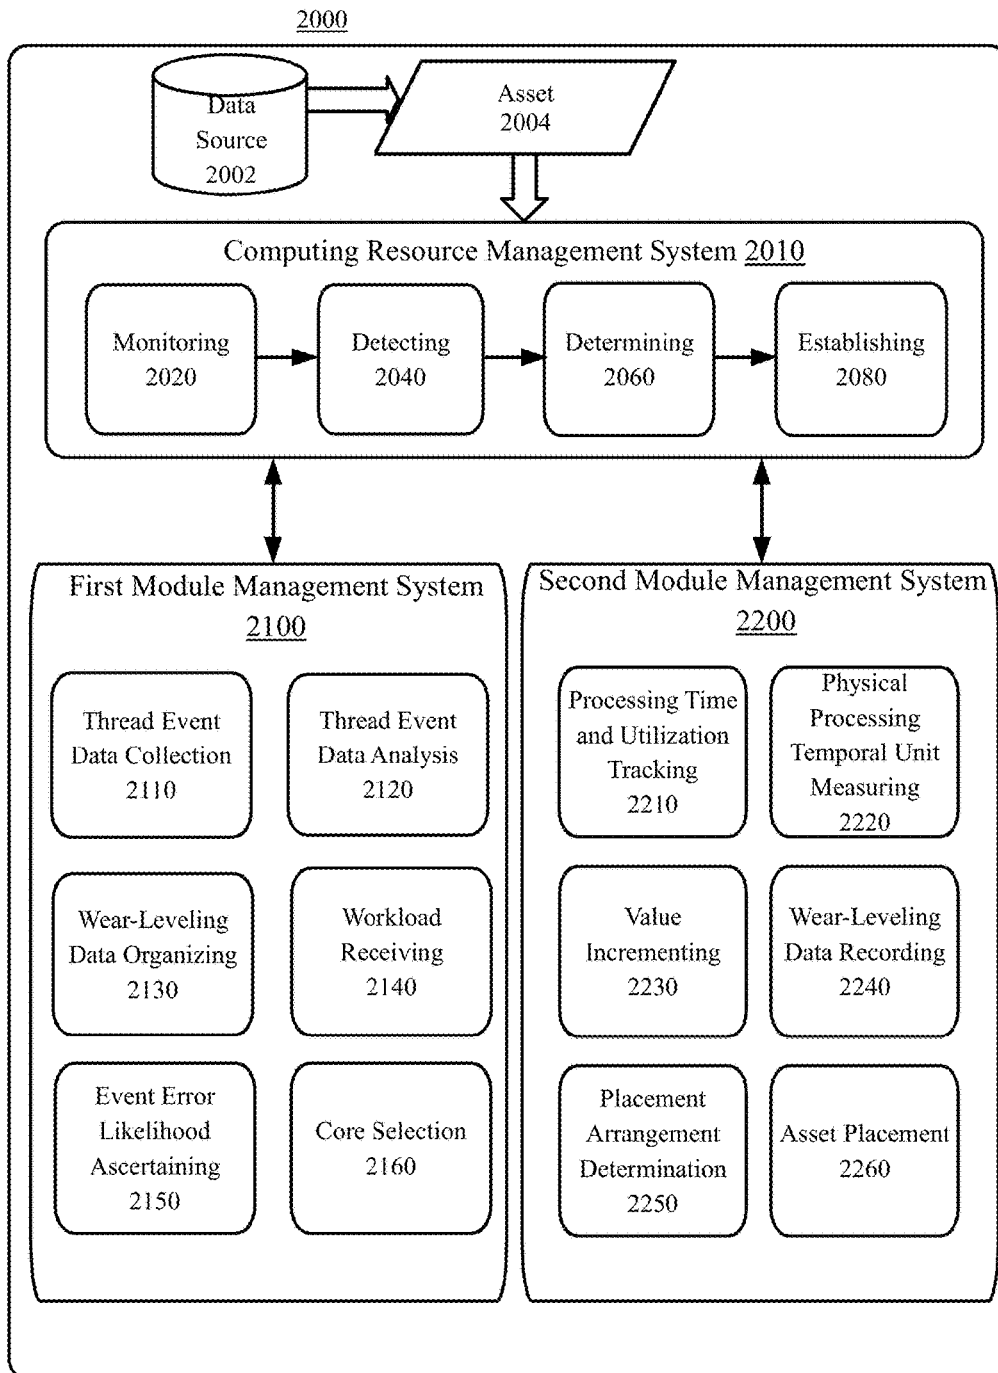 2000
Data
Source
2002
Asset
2004
Computing Resource Management System 2010
Monitoring
2020
Detecting
2040
Determining
2060
Establishing
2080
First Module Management System
2100
Thread Event
Data Collection
2110
Thread Event
Data Analysis
2120
Wear-Leveling
Data Organizing
2130
Workload
Receiving
2140
Event Error
Likelihood
Ascertaining
2150
Core Selection
2160
Second Module Management System
2200
Processing Time
and Utilization
Tracking
2210
Physical
Processing
Temporal Unit
Measuring
2220
Value
Incrementing
2230
Wear-Leveling
Data Recording
2240
Placement
Arrangement
Determination
2250
Asset Placement
2260